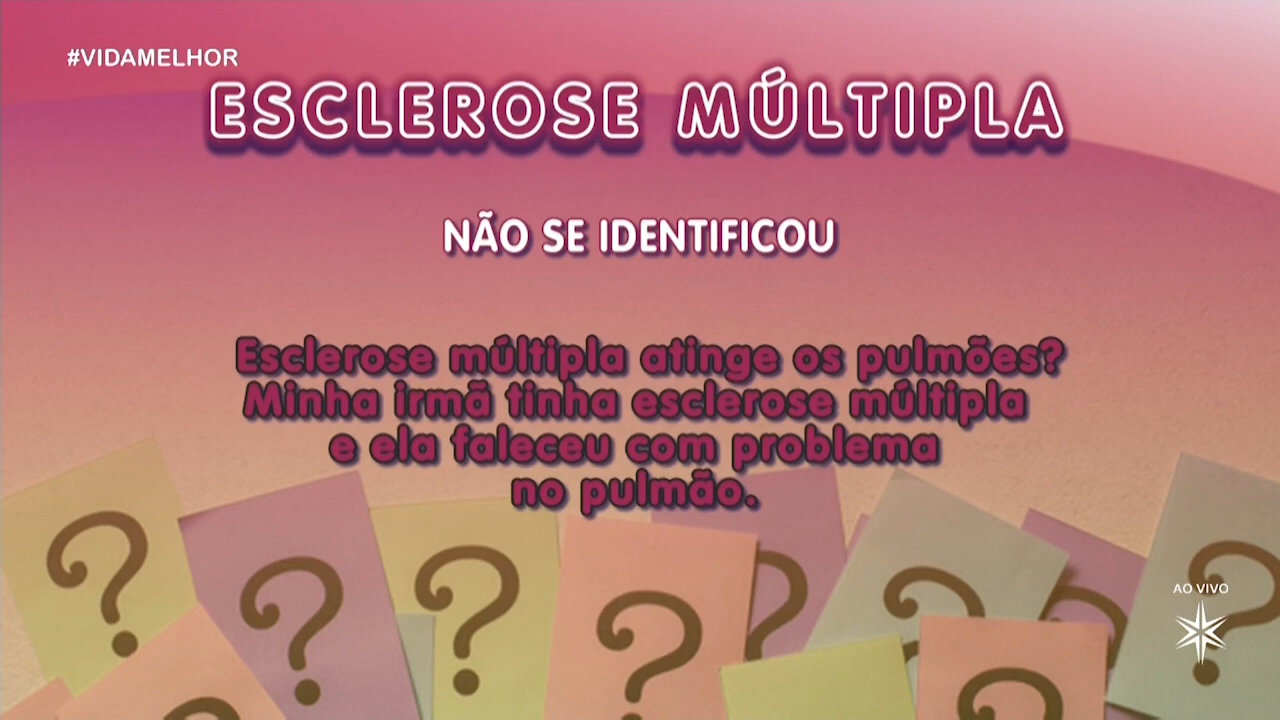 #VIDAMELHOR
ESCLEROSE MÚLTIPLA
NÃO SE IDENTIFICOU
Esclerose múltipla atinge os pulmões?
Minha irmã tinha esclerose múltipla
e ela faleceu com problema
no pulmão.
? ? ? ? ? ? ? ? ? ?
AO VIVO